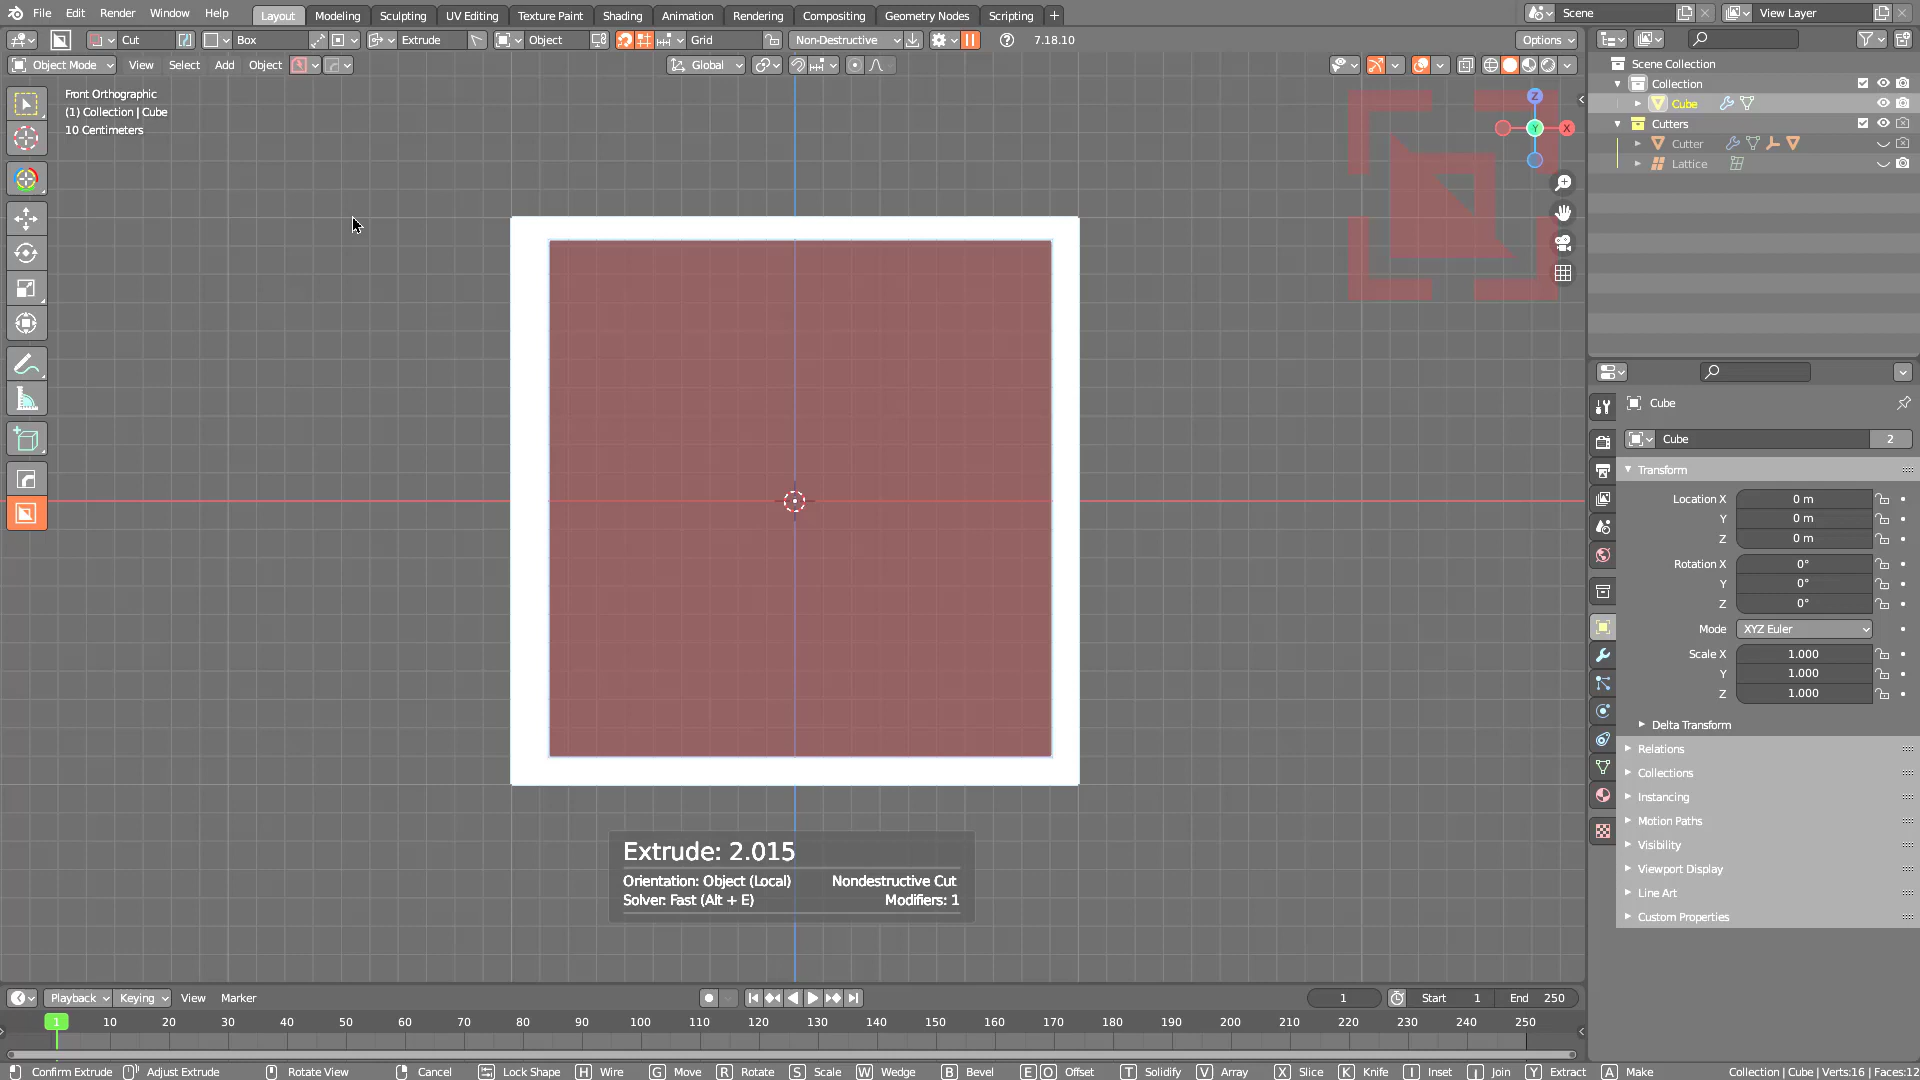 File Edit Render Window Help Layout Modeling Sculpting UV Editing Texture Paint Shading Animation Rendering Compositing Geometry Nodes Scripting + Scene View Layer
Cut Box Extrude Object Grid Non-Destructive 7.18.10 Options
Object Mode View Select Add Object Global
Front Orthographic
(1) Collection | Cube
10 Centimeters
Z
Y
X
Extrude: 2.015
Orientation: Object (Local) Nondestructive Cut
Solver: Fast (Alt + E) Modifiers: 1
Scene Collection
Collection
Cube
Cutters
Cutter
Lattice
Cube
Cube 2
Transform
Location X 0 m
Y 0 m
Z 0 m
Rotation X 0°
Y 0°
Z 0°
Mode XYZ Euler
Scale X 1.000
Y 1.000
Z 1.000
Delta Transform
Relations
Collections
Instancing
Motion Paths
Visibility
Viewport Display
Line Art
Custom Properties
Playback Keying View Marker 1 Start 1 End 250
1 10 20 30 40 50 60 70 80 90 100 110 120 130 140 150 160 170 180 190 200 210 220 230 240 250
Confirm Extrude Adjust Extrude Rotate View Cancel Lock Shape H Wire G Move R Rotate S Scale W Wedge B Bevel E O Offset T Solidify V Array X Slice K Knife I Inset J Join Y Extract A Make Collection | Cube | Verts:16 | Faces:12